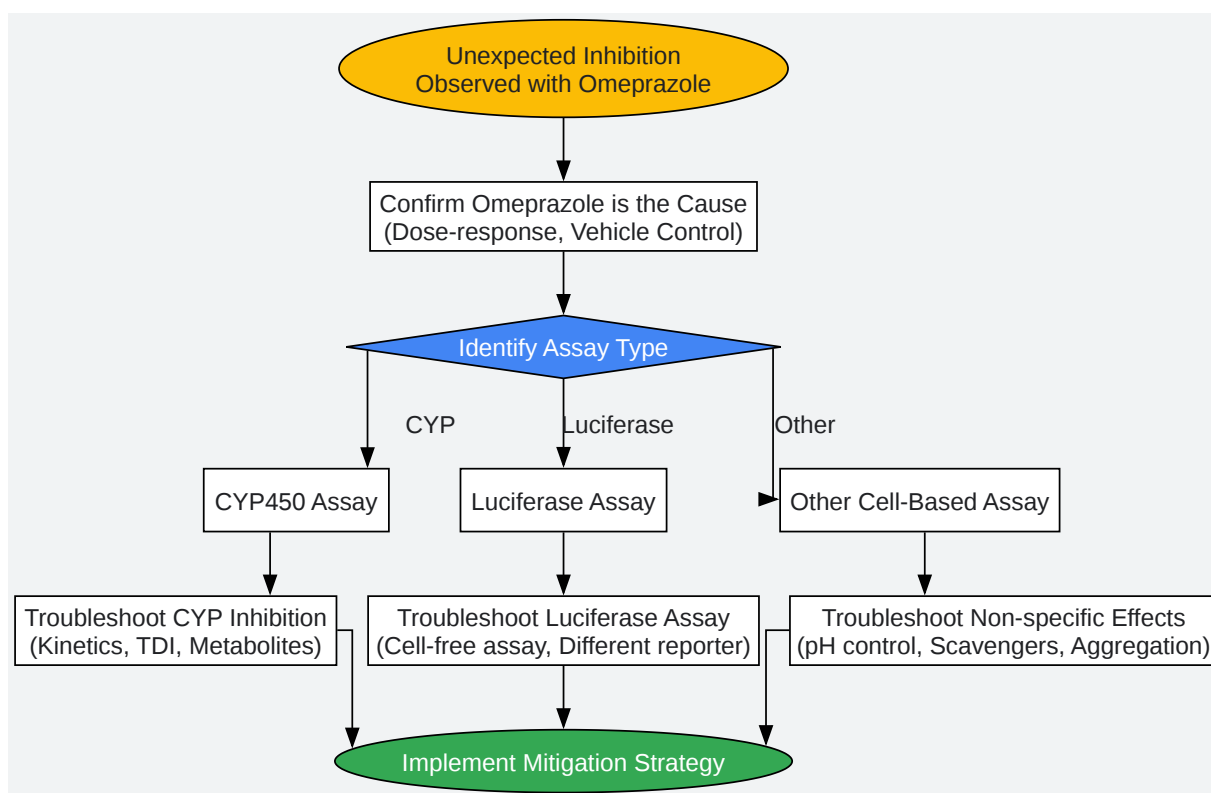 Unexpected Inhibition
Observed with Omeprazole
Confirm Omeprazole is the Cause
(Dose-response, Vehicle Control)
Identify Assay Type
CYP
Luciferase
Other
CYP450 Assay
Luciferase Assay
Other Cell-Based Assay
Troubleshoot CYP Inhibition
(Kinetics, TDI, Metabolites)
Troubleshoot Luciferase Assay
(Cell-free assay, Different reporter)
Troubleshoot Non-specific Effects
(pH control, Scavengers, Aggregation)
Implement Mitigation Strategy